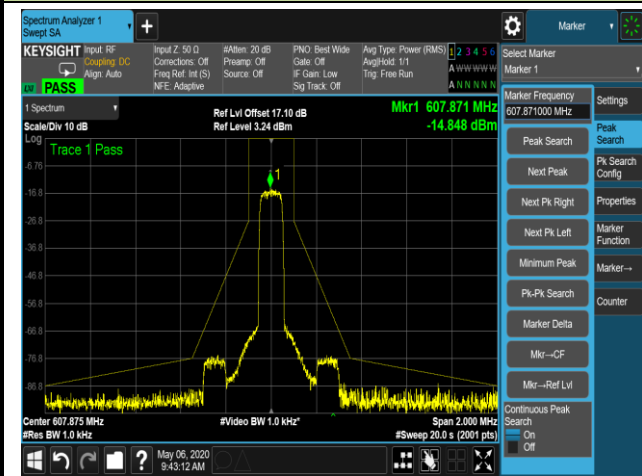 Spectrum Analyzer 1
Swept SA
Marker
KEYSIGHT
Input: RF
Coupling: DC
Align: Auto
Input Z: 50 Ω
Corrections: Off
Freq Ref: Int (S)
NFE: Adaptive
#Atten: 20 dB
Preamp: Off
Source: Off
PNO: Best Wide
Gate: Off
IF Gain: Low
Sig Track: Off
Avg Type: Power (RMS)
Avg|Hold: 1/1
Trig: Free Run
1 2 3 4 5 6
A W W W W W
A N N N N N
PASS
Select Marker
Marker 1
1 Spectrum
Scale/Div 10 dB
Ref Lvl Offset 17.10 dB
Ref Level 3.24 dBm
Mkr1 607.871 MHz
-14.848 dBm
Log
Trace 1 Pass
1
-6.76
-16.8
-26.8
-36.8
-46.8
-56.8
-66.8
-76.8
-86.8
Center 607.875 MHz
#Res BW 1.0 kHz
#Video BW 1.0 kHz*
Span 2.000 MHz
#Sweep 20.0 s (2001 pts)
Marker Frequency
607.871000 MHz
Peak Search
Next Peak
Next Pk Right
Next Pk Left
Minimum Peak
Pk-Pk Search
Marker Delta
Mkr→CF
Mkr→Ref Lvl
Continuous Peak
Search
On
Off
Settings
Peak
Search
Pk Search
Config
Properties
Marker
Function
Marker→
Counter
May 06, 2020
9:43:12 AM